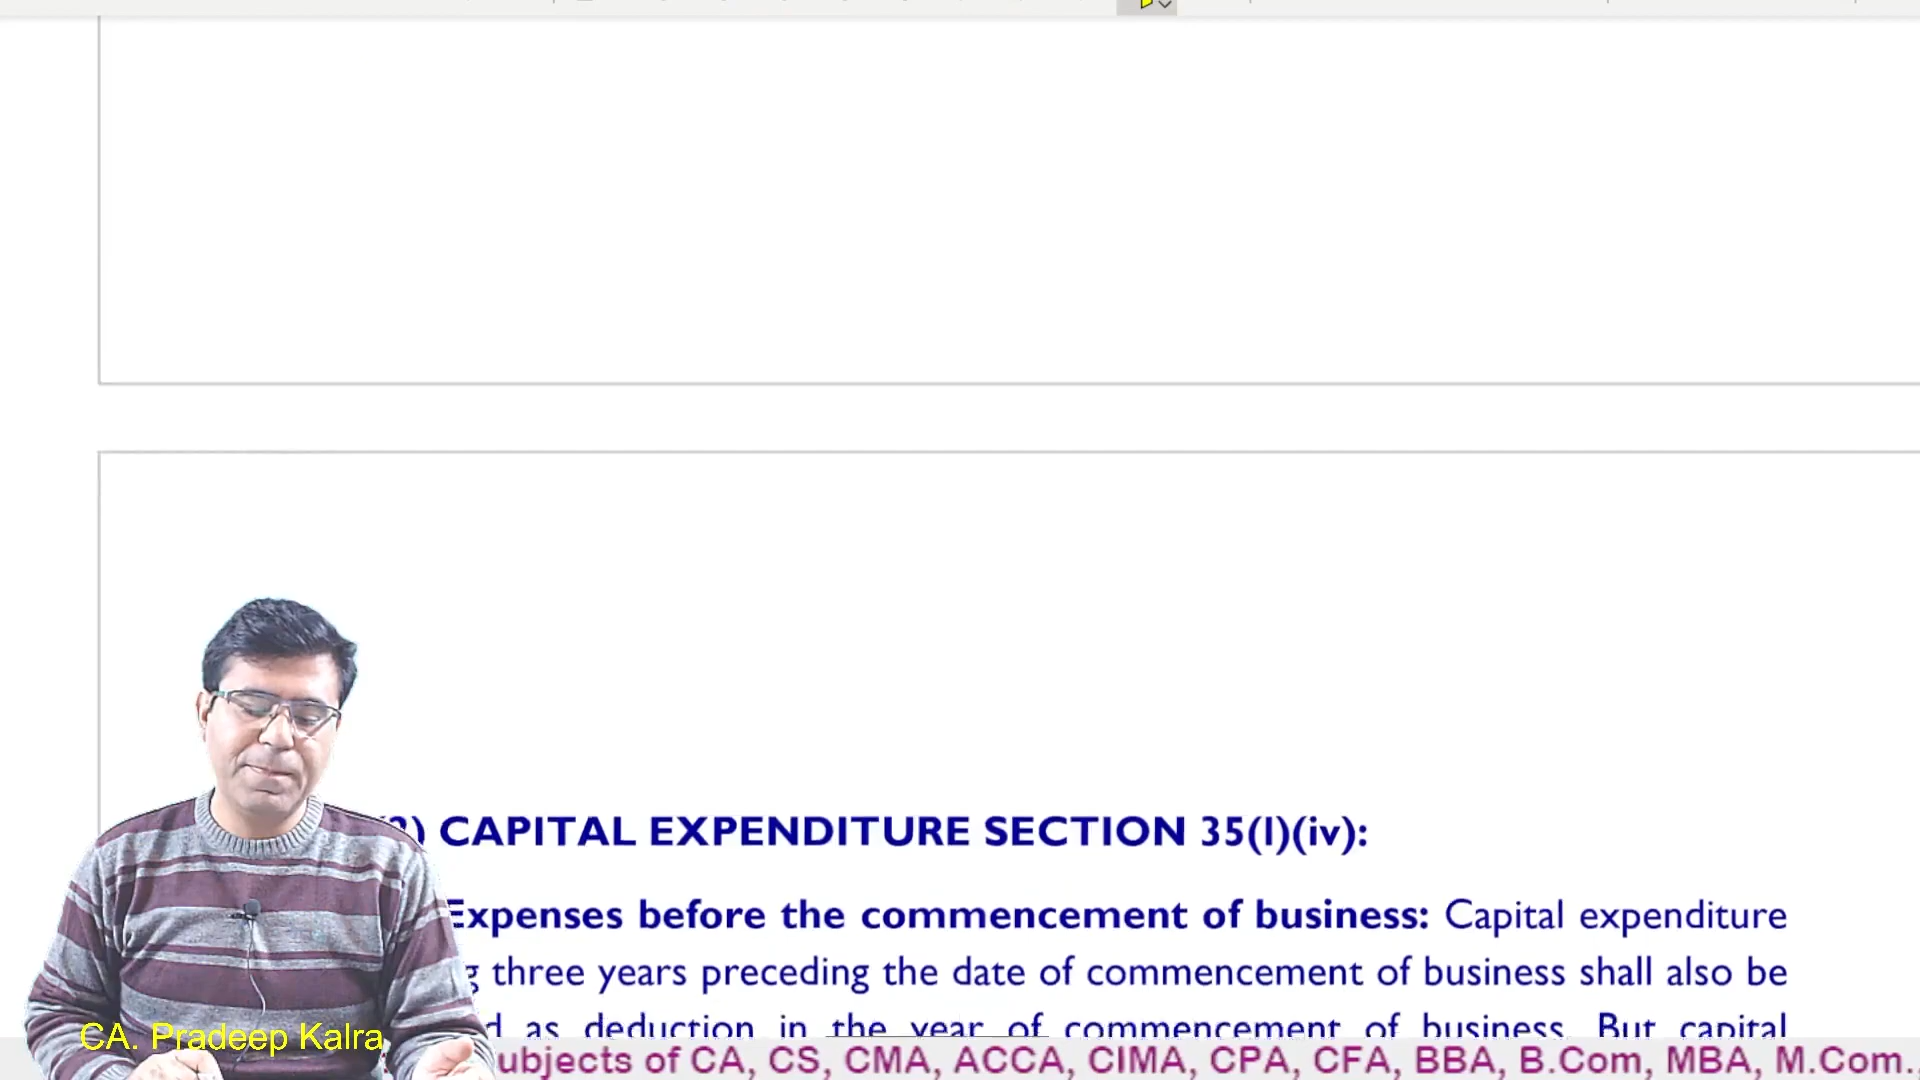 2) CAPITAL EXPENDITURE SECTION 35(I)(iv):
Expenses before the commencement of business: Capital expenditure
three years preceding the date of commencement of business shall also be
as deduction in the year of commencement of business. But capital
CA. Pradeep Kalra
ubjects of CA, CS, CMA, ACCA, CIMA, CPA, CFA, BBA, B.Com, MBA, M.Com.,